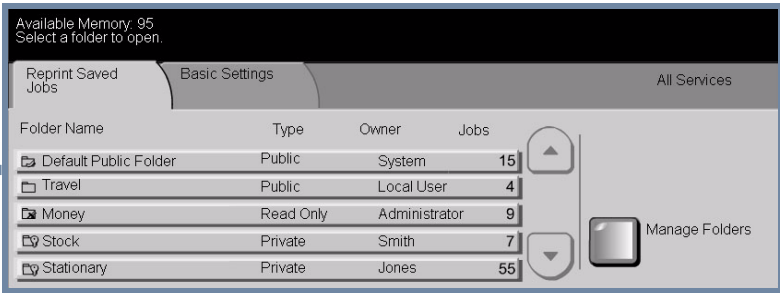 Available Memory: 95
Select a folder to open.
Reprint Saved
Jobs
Basic Settings
All Services
Folder Name Type Owner Jobs
Default Public Folder Public System 15
Travel Public Local User 4
Money Read Only Administrator 9
Stock Private Smith 7
Stationary Private Jones 55
Manage Folders